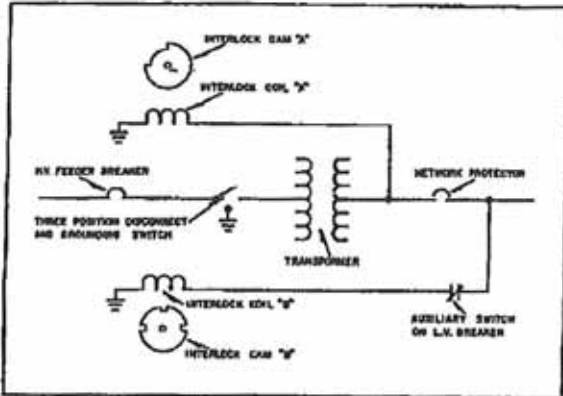 INTERLOCK CAM "A"
INTERLOCK COIL "A"
H.V. FEEDER BREAKER
NETWORK PROTECTOR
THREE POSITION DISCONNECT
AND GROUNDING SWITCH
TRANSFORMER
INTERLOCK COIL "B"
AUXILIARY SWITCH
ON L.V. BREAKER
INTERLOCK CAM "B"